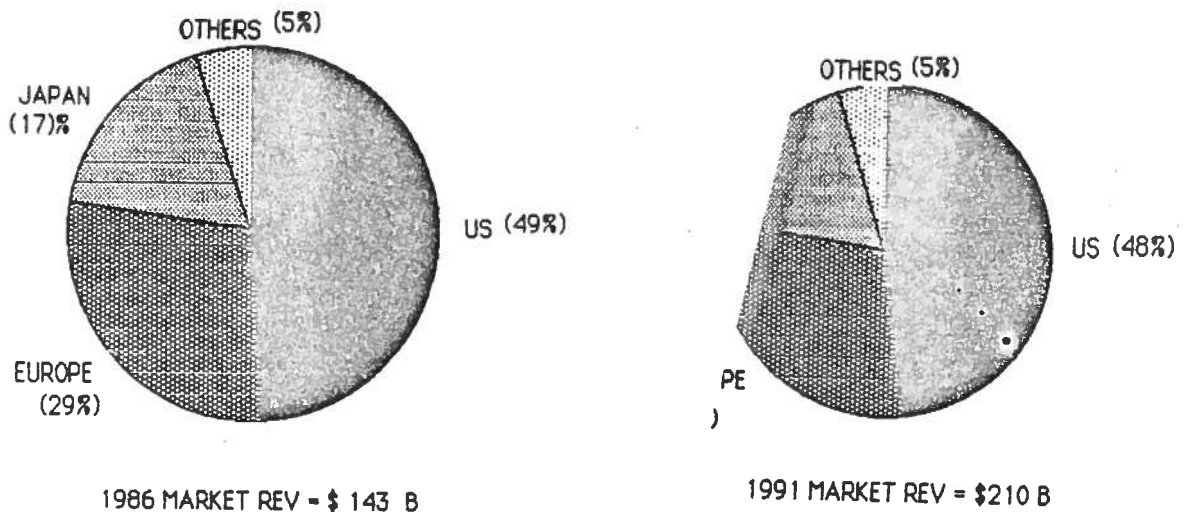 OTHERS (5%)
JAPAN
(17)%
US (49%)
EUROPE
(29%)
1986 MARKET REV = $ 143 B
OTHERS (5%)
US (48%)
PE
)
1991 MARKET REV = $210 B